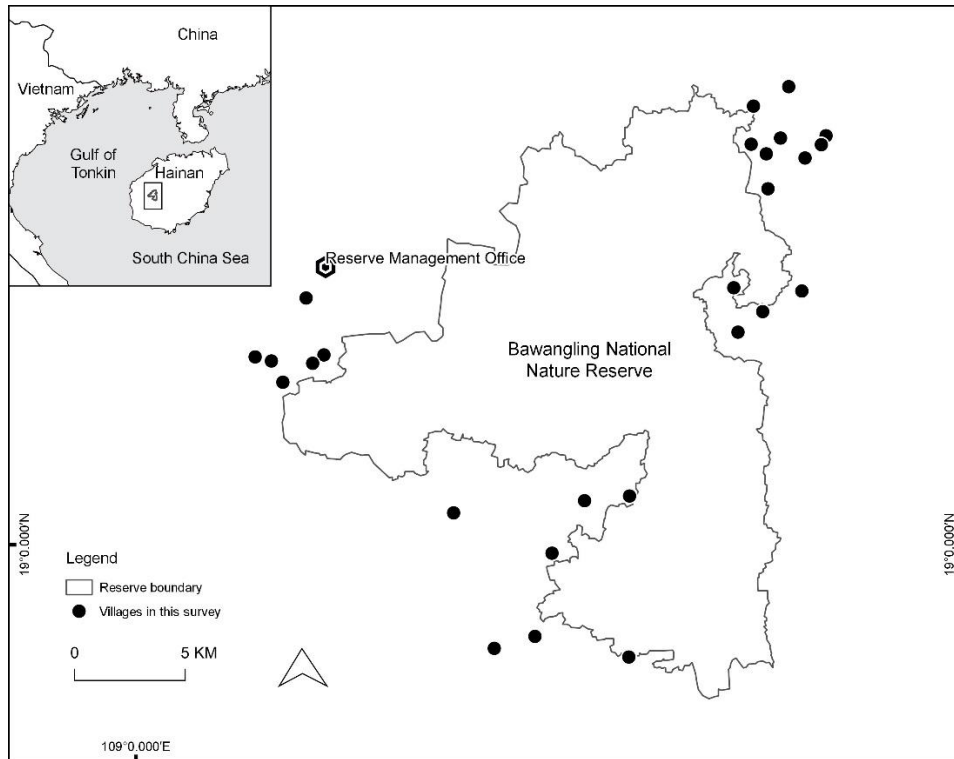 China
Vietnam
Gulf of
Tonkin
Hainan
South China Sea
Reserve Management Office
Bawangling National
Nature Reserve
19°0.000'N
19°0.000'N
Legend
Reserve boundary
Villages in this survey
0 5 KM
109°0.000'E